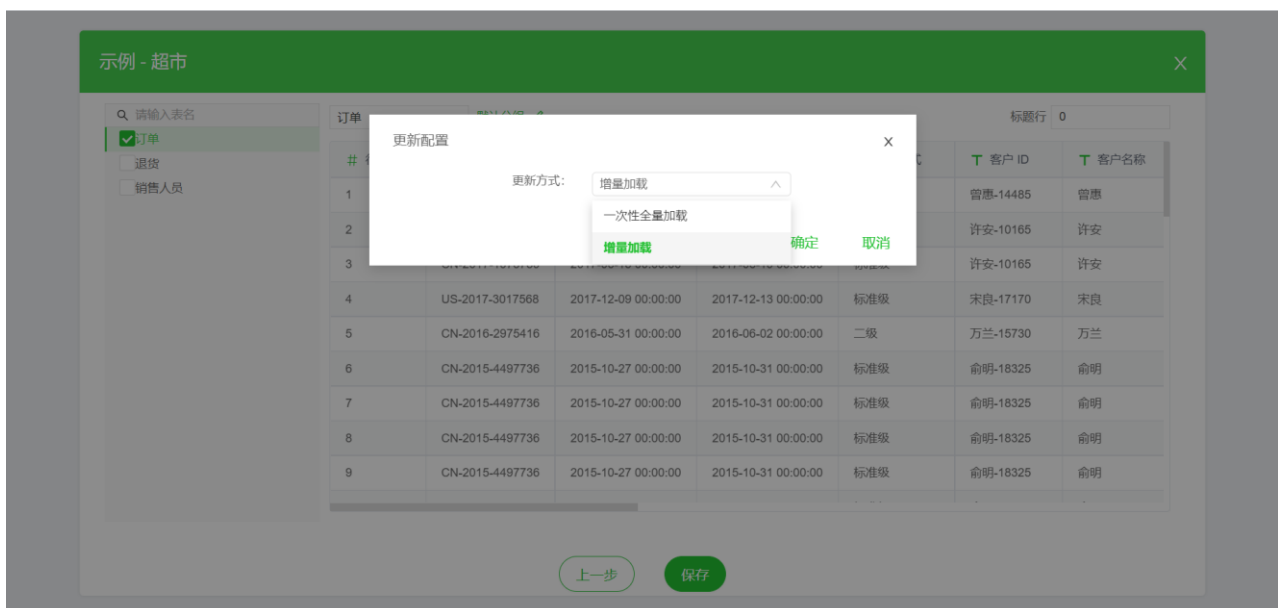 示例 - 超市 X
请输入表名
订单 标题行 0
订单
退货
销售人员
更新配置 x
更新方式： 增量加载
一次性全量加载
增量加载
确定 取消
# T 客户 ID T 客户名称
1 曾惠-14485 曾惠
2 许安-10165 许安
3 许安-10165 许安
4 US-2017-3017568 2017-12-09 00:00:00 2017-12-13 00:00:00 标准级 宋良-17170 宋良
5 CN-2016-2975416 2016-05-31 00:00:00 2016-06-02 00:00:00 二级 万兰-15730 万兰
6 CN-2015-4497736 2015-10-27 00:00:00 2015-10-31 00:00:00 标准级 俞明-18325 俞明
7 CN-2015-4497736 2015-10-27 00:00:00 2015-10-31 00:00:00 标准级 俞明-18325 俞明
8 CN-2015-4497736 2015-10-27 00:00:00 2015-10-31 00:00:00 标准级 俞明-18325 俞明
9 CN-2015-4497736 2015-10-27 00:00:00 2015-10-31 00:00:00 标准级 俞明-18325 俞明
上一步 保存